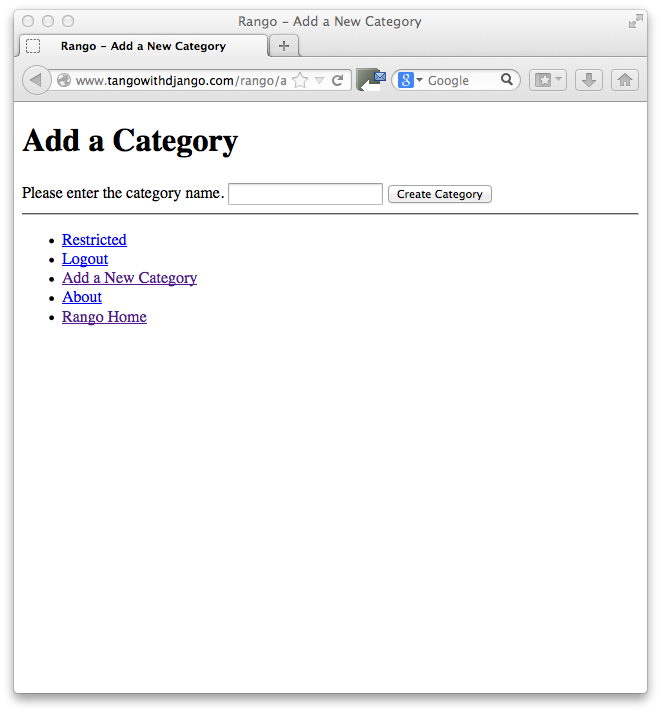 Rango – Add a New Category
Rango – Add a New Category
www.tangowithdjango.com/rango/a
Google
Add a Category
Please enter the category name. Create Category
Restricted
Logout
Add a New Category
About
Rango Home